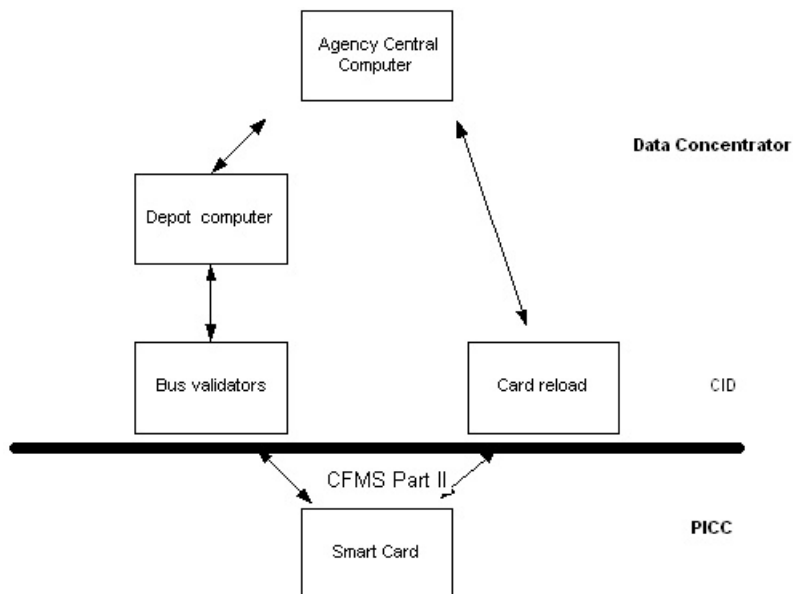 Agency Central
Computer
Data Concentrator
Depot computer
Bus validators
Card reload
CID
CFMS Part II
PICC
Smart Card